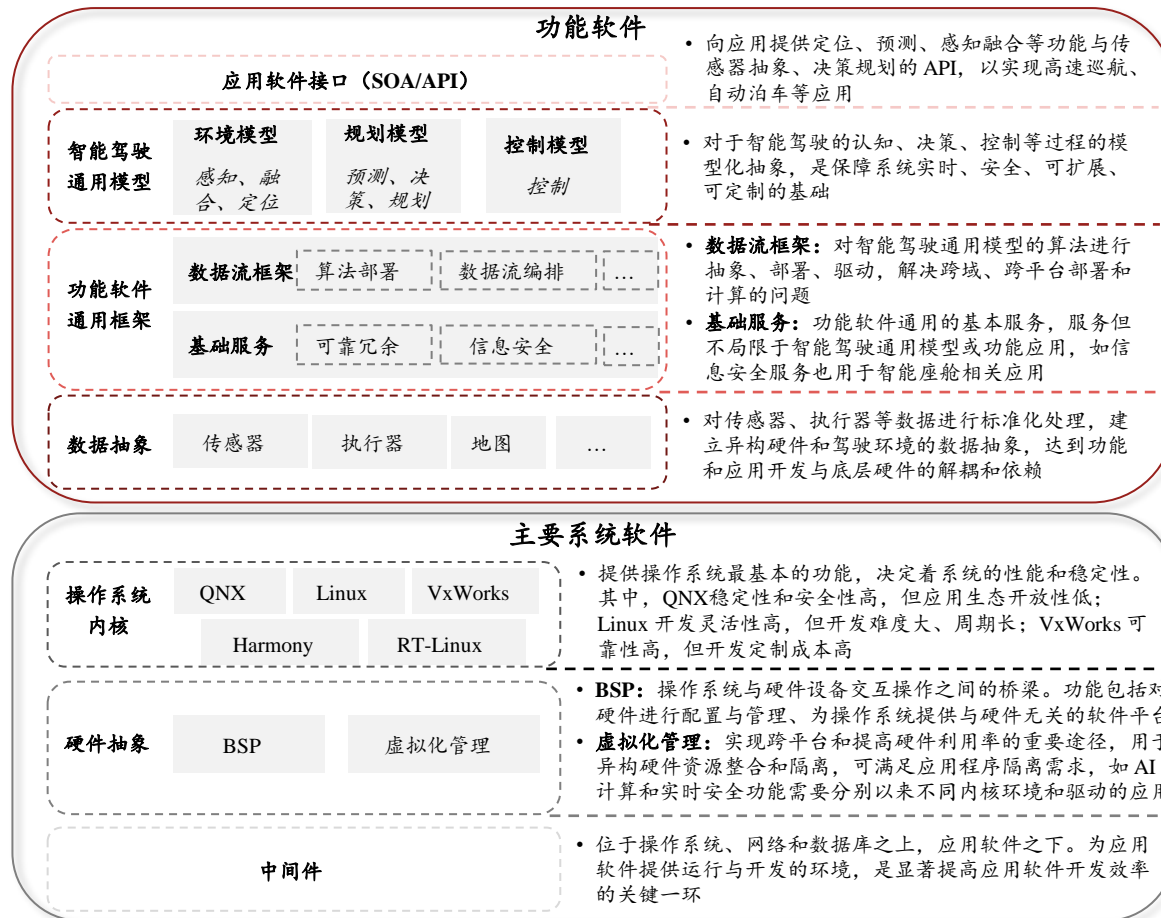 功能软件
应用软件接口（SOA/API）
• 向应用提供定位、预测、感知融合等功能与传
感器抽象、决策规划的 API，以实现高速巡航、
自动泊车等应用
智能驾驶
通用模型
环境模型
感知、融
合、定位
规划模型
预测、决
策、规划
控制模型
控制
• 对于智能驾驶的认知、决策、控制等过程的模
型化抽象，是保障系统实时、安全、可扩展、
可定制的基础
功能软件
通用框架
数据流框架
算法部署
数据流编排
…
基础服务
可靠冗余
信息安全
…
• 数据流框架：对智能驾驶通用模型的算法进行
抽象、部署、驱动，解决跨域、跨平台部署和
计算的问题
• 基础服务：功能软件通用的基本服务，服务但
不局限于智能驾驶通用模型或功能应用，如信
息安全服务也用于智能座舱相关应用
数据抽象
传感器
执行器
地图
…
• 对传感器、执行器等数据进行标准化处理，建
立异构硬件和驾驶环境的数据抽象，达到功能
和应用开发与底层硬件的解耦和依赖
主要系统软件
操作系统
内核
QNX
Linux
VxWorks
Harmony
RT-Linux
• 提供操作系统最基本的功能，决定着系统的性能和稳定性。
其中，QNX稳定性和安全性高，但应用生态开放性低；
Linux 开发灵活性高，但开发难度大、周期长；VxWorks 可
靠性高，但开发定制成本高
硬件抽象
BSP
虚拟化管理
• BSP：操作系统与硬件设备交互操作之间的桥梁。功能包括对
硬件进行配置与管理、为操作系统提供与硬件无关的软件平台
• 虚拟化管理：实现跨平台和提高硬件利用率的重要途径，用于
异构硬件资源整合和隔离，可满足应用程序隔离需求，如 AI
计算和实时安全功能需要分别以来不同内核环境和驱动的应用
中间件
• 位于操作系统、网络和数据库之上，应用软件之下。为应用
软件提供运行与开发的环境，是显著提高应用软件开发效率
的关键一环